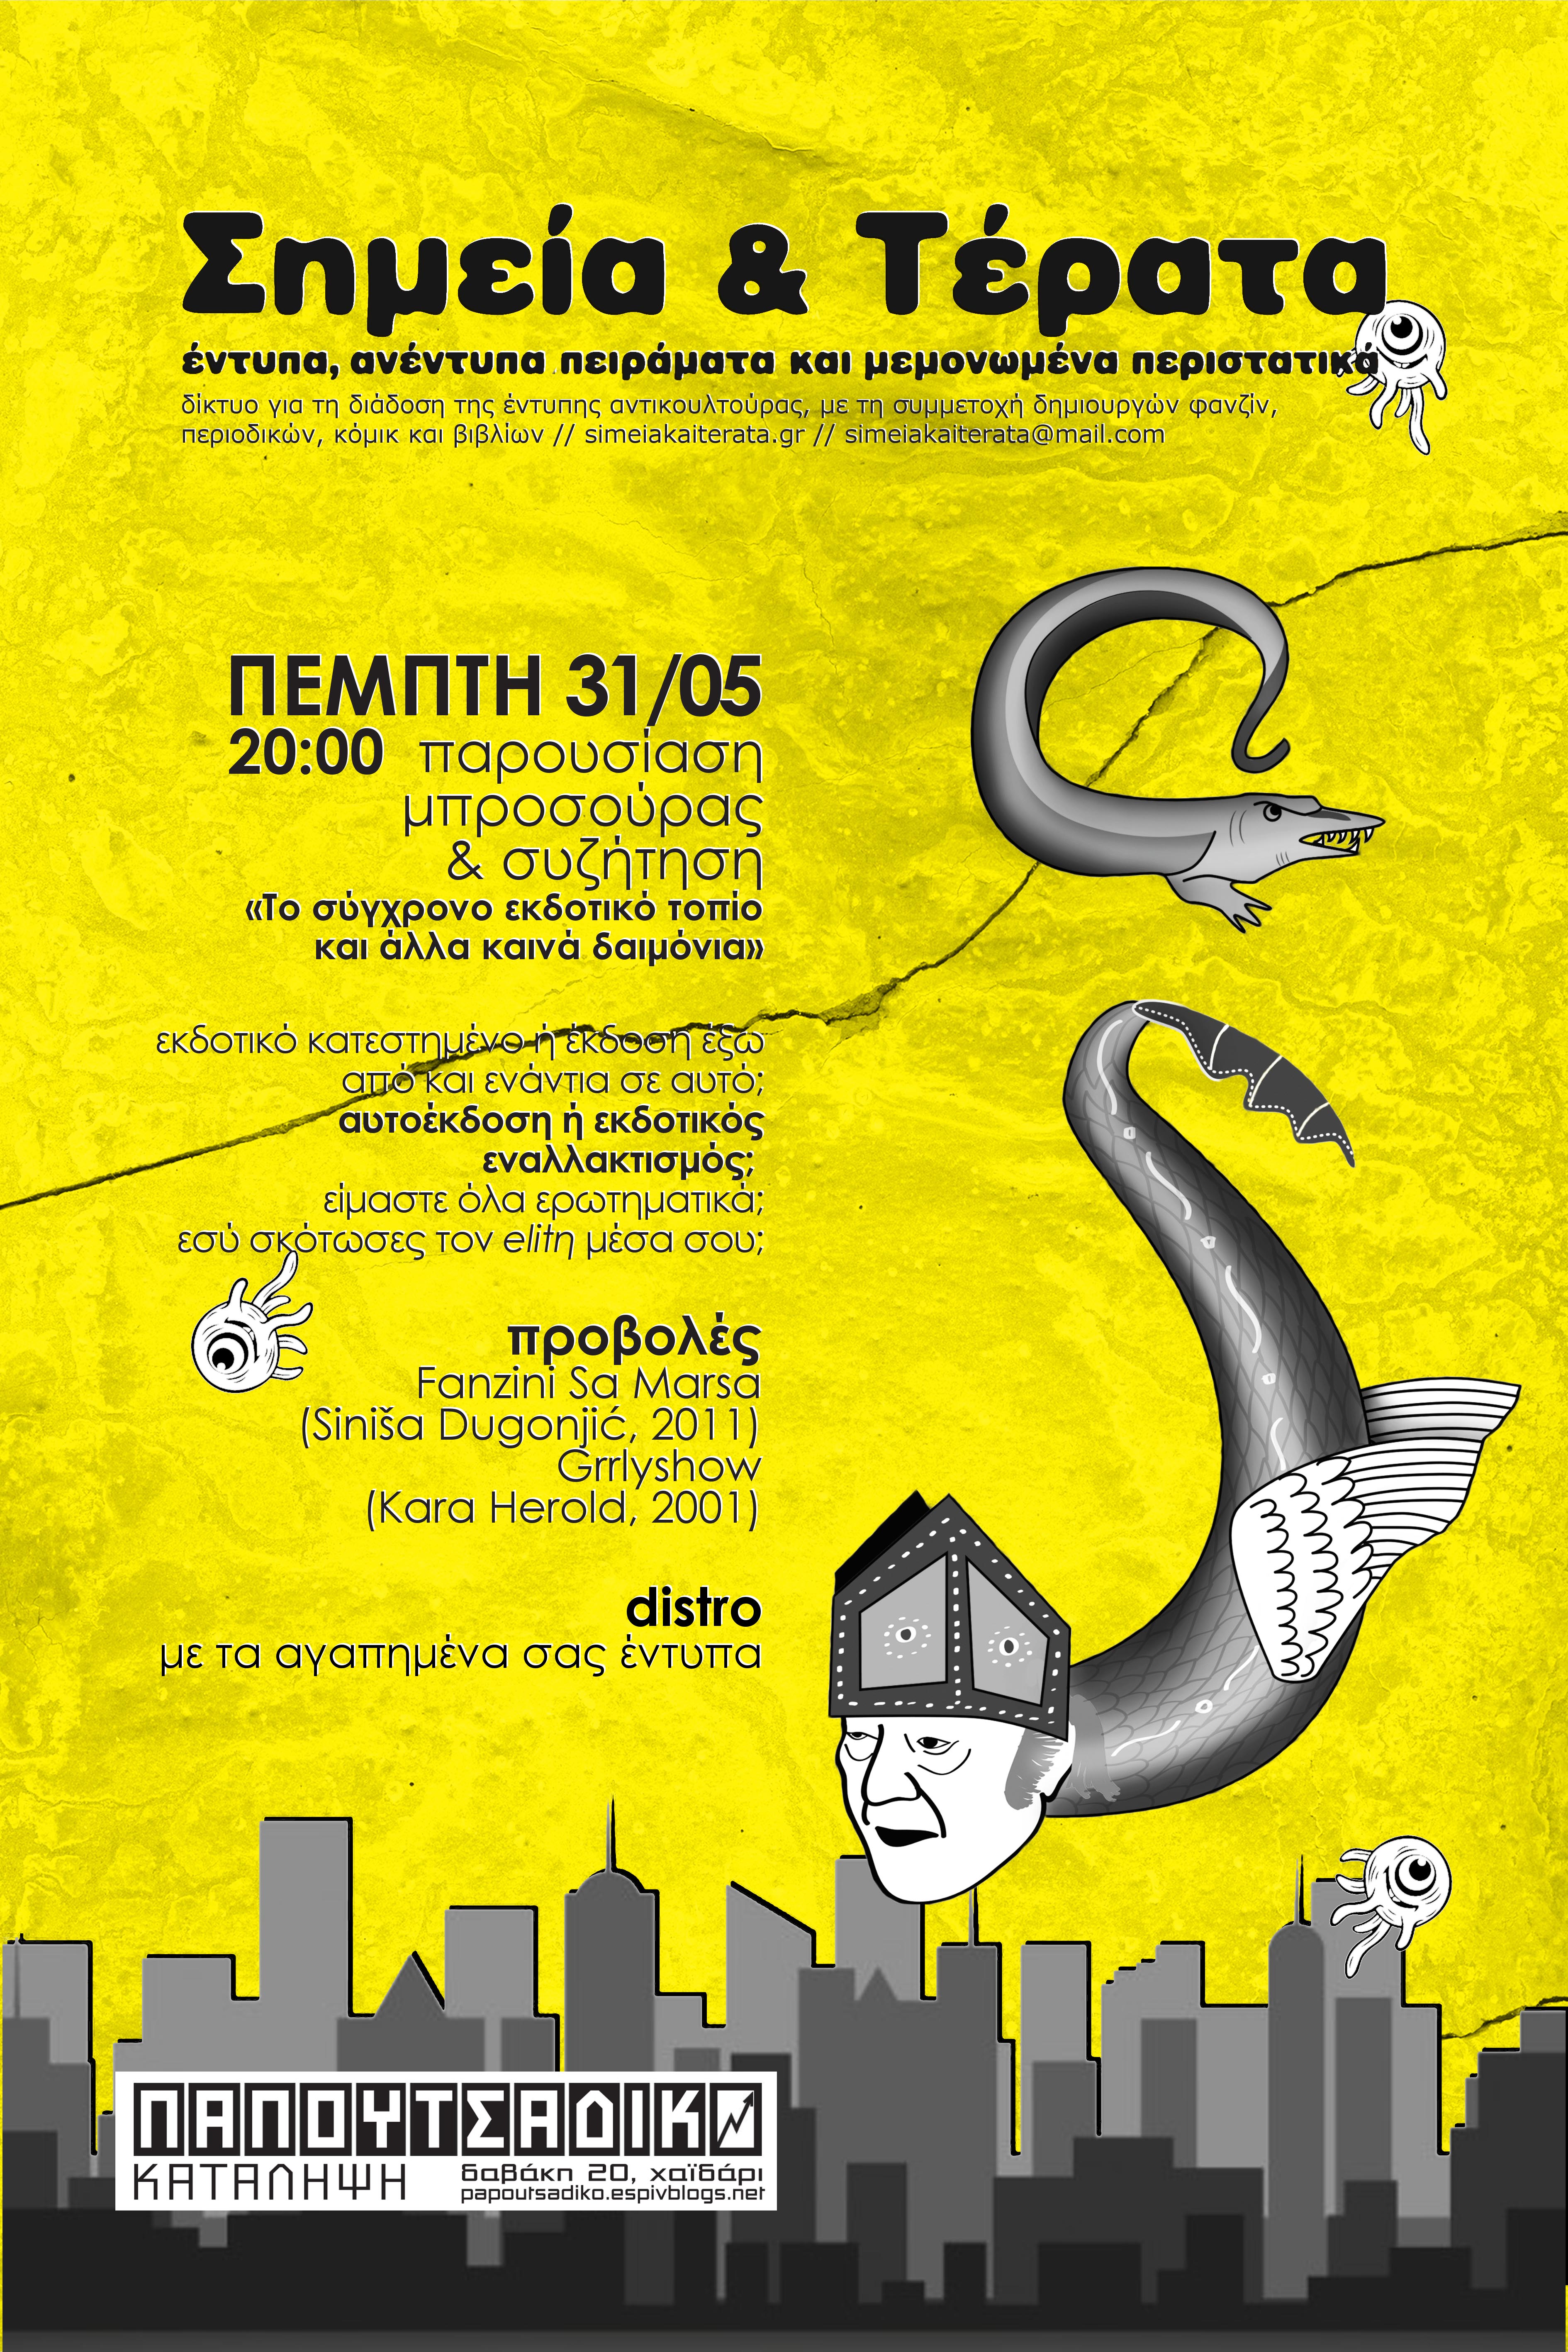 Σημεία & Τέρατα
έντυπα, ανέντυπα πειράματα και μεμονωμένα περιστατικά
δίκτυο για τη διάδοση της έντυπης αντικουλτούρας, με τη συμμετοχή δημιουργών φανζίν,
περιοδικών, κόμικ και βιβλίων // simeiakaiterata.gr // simeiakaiterata@mail.com
ΠΕΜΠΤΗ 31/05
20:00 παρουσίαση
μπροσούρας
& συζήτηση
«Το σύγχρονο εκδοτικό τοπίο
και άλλα καινά δαιμόνια»
εκδοτικό κατεστημένο ή έκδοση έξω
από και ενάντια σε αυτό;
αυτοέκδοση ή εκδοτικός
εναλλακτισμός;
είμαστε όλα ερωτηματικά;
εσύ σκότωσες τον elitη μέσα σου;
προβολές
Fanzini Sa Marsa
(Siniša Dugonjić, 2011)
Grrlyshow
(Kara Herold, 2001)
distro
με τα αγαπημένα σας έντυπα
ΠΑΠΟΥΤΣΑΔΙΚΟ
ΚΑΤΑΛΗΨΗ δαβάκη 20, χαϊδάρι
papoutsadiko.espivblogs.net